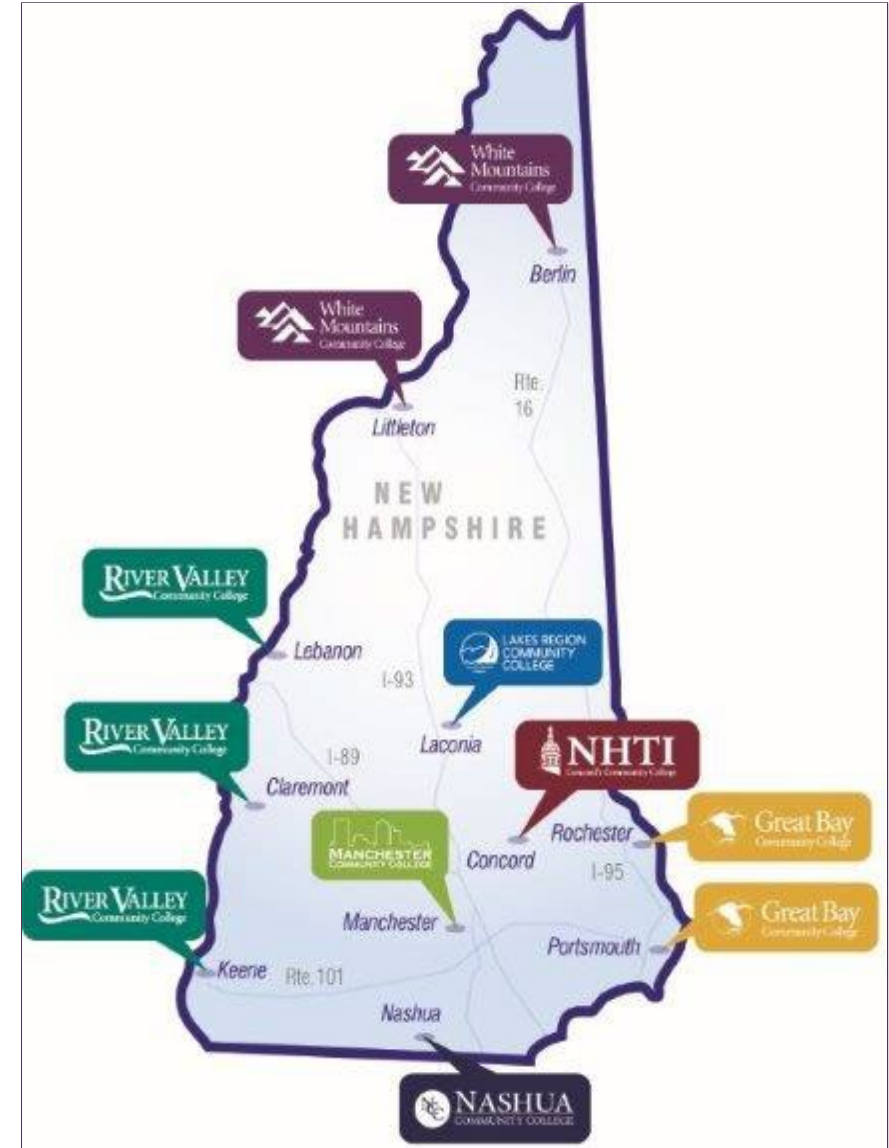 White
Mountains
Community College
Berlin
White
Mountains
Community College
Rte.
16
Littleton
NEW
HAMPSHIRE
RIVER VALLEY
Community College
Lebanon
LAKES REGION
COMMUNITY
COLLEGE
I-93
RIVER VALLEY
Community College
Laconia
NHTI
Concord's Community College
I-89
Claremont
MANCHESTER
COMMUNITY COLLEGE
Rochester
Great Bay
Community College
Concord
I-95
RIVER VALLEY
Community College
Manchester
Great Bay
Community College
Portsmouth
Keene
Rte. 101
Nashua
NCC
NASHUA
COMMUNITY COLLEGE